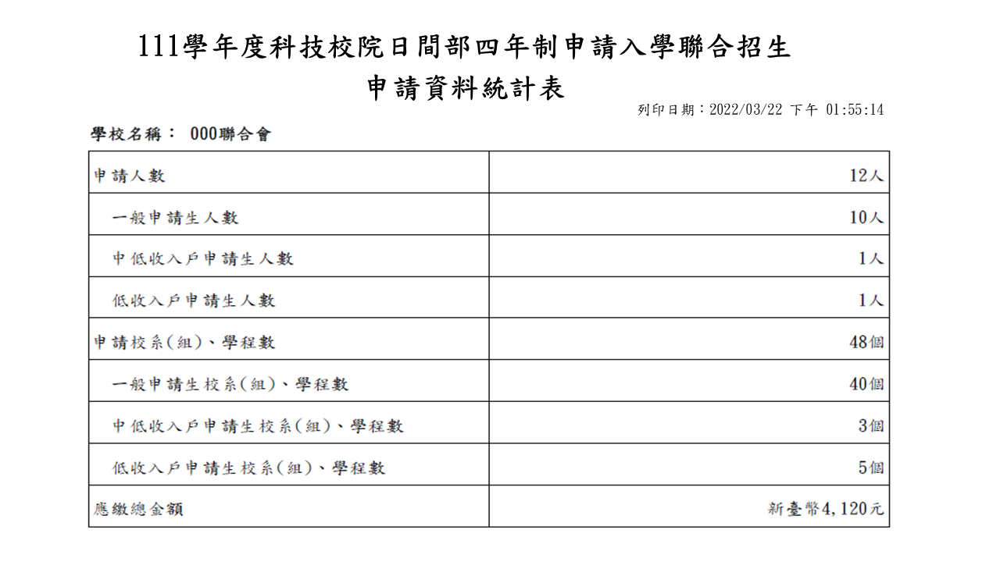 111學年度科技校院日間部四年制申請入學聯合招生
申請資料統計表
列印日期：2022/03/22 下午 01:55:14
學校名稱： 000聯合會
申請人數 12人
一般申請生人數 10人
中低收入戶申請生人數 1人
低收入戶申請生人數 1人
申請校系(組)、學程數 48個
一般申請生校系(組)、學程數 40個
中低收入戶申請生校系(組)、學程數 3個
低收入戶申請生校系(組)、學程數 5個
應繳總金額 新臺幣4,120元